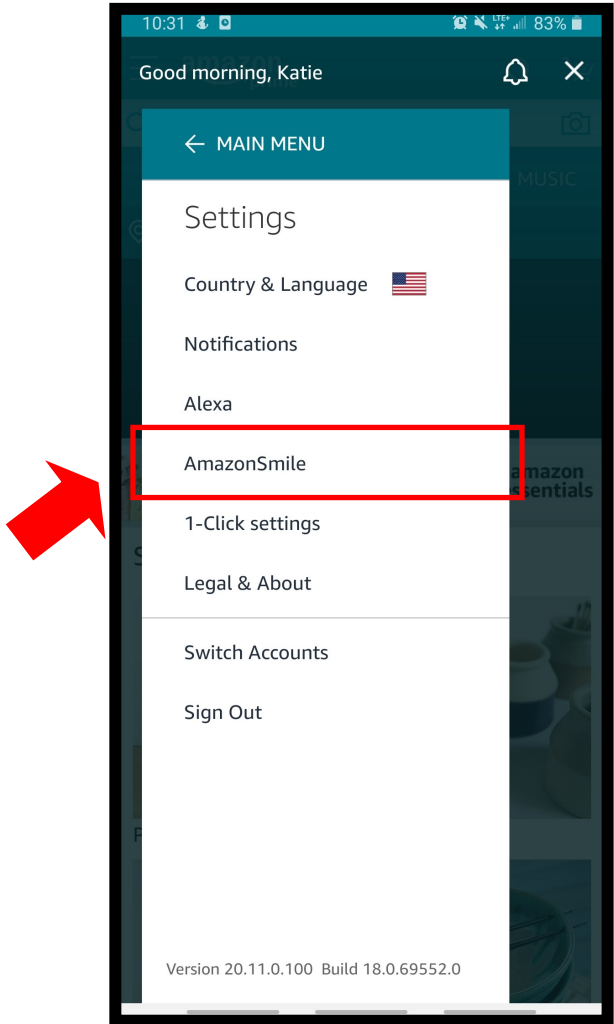 10:31 LTE+ 83%
Good morning, Katie
← MAIN MENU
MUSIC
Settings
Country & Language
Notifications
Alexa
AmazonSmile
amazon
essentials
1-Click settings
Legal & About
Switch Accounts
Sign Out
Version 20.11.0.100 Build 18.0.69552.0